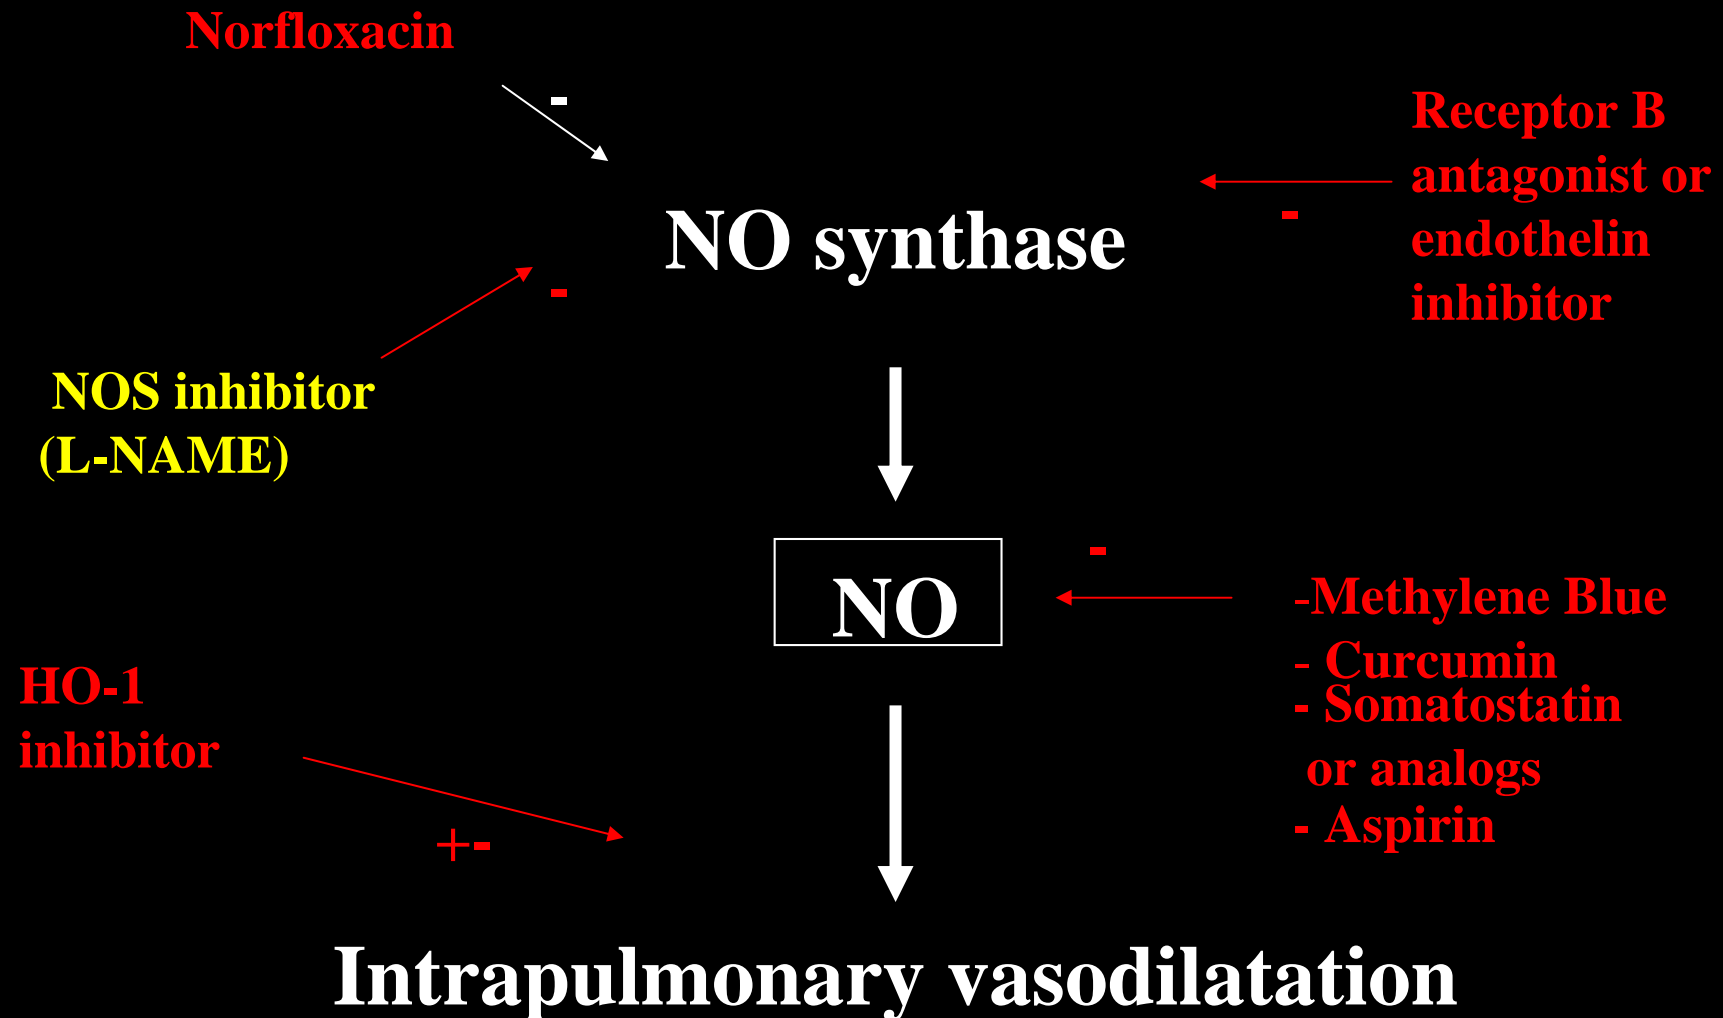 Norfloxacin
-
Receptor B
antagonist or
endothelin
inhibitor
-
NO synthase
-
NOS inhibitor
(L-NAME)
-
NO
-Methylene Blue
- Curcumin
- Somatostatin
or analogs
- Aspirin
HO-1
inhibitor
+-
Intrapulmonary vasodilatation